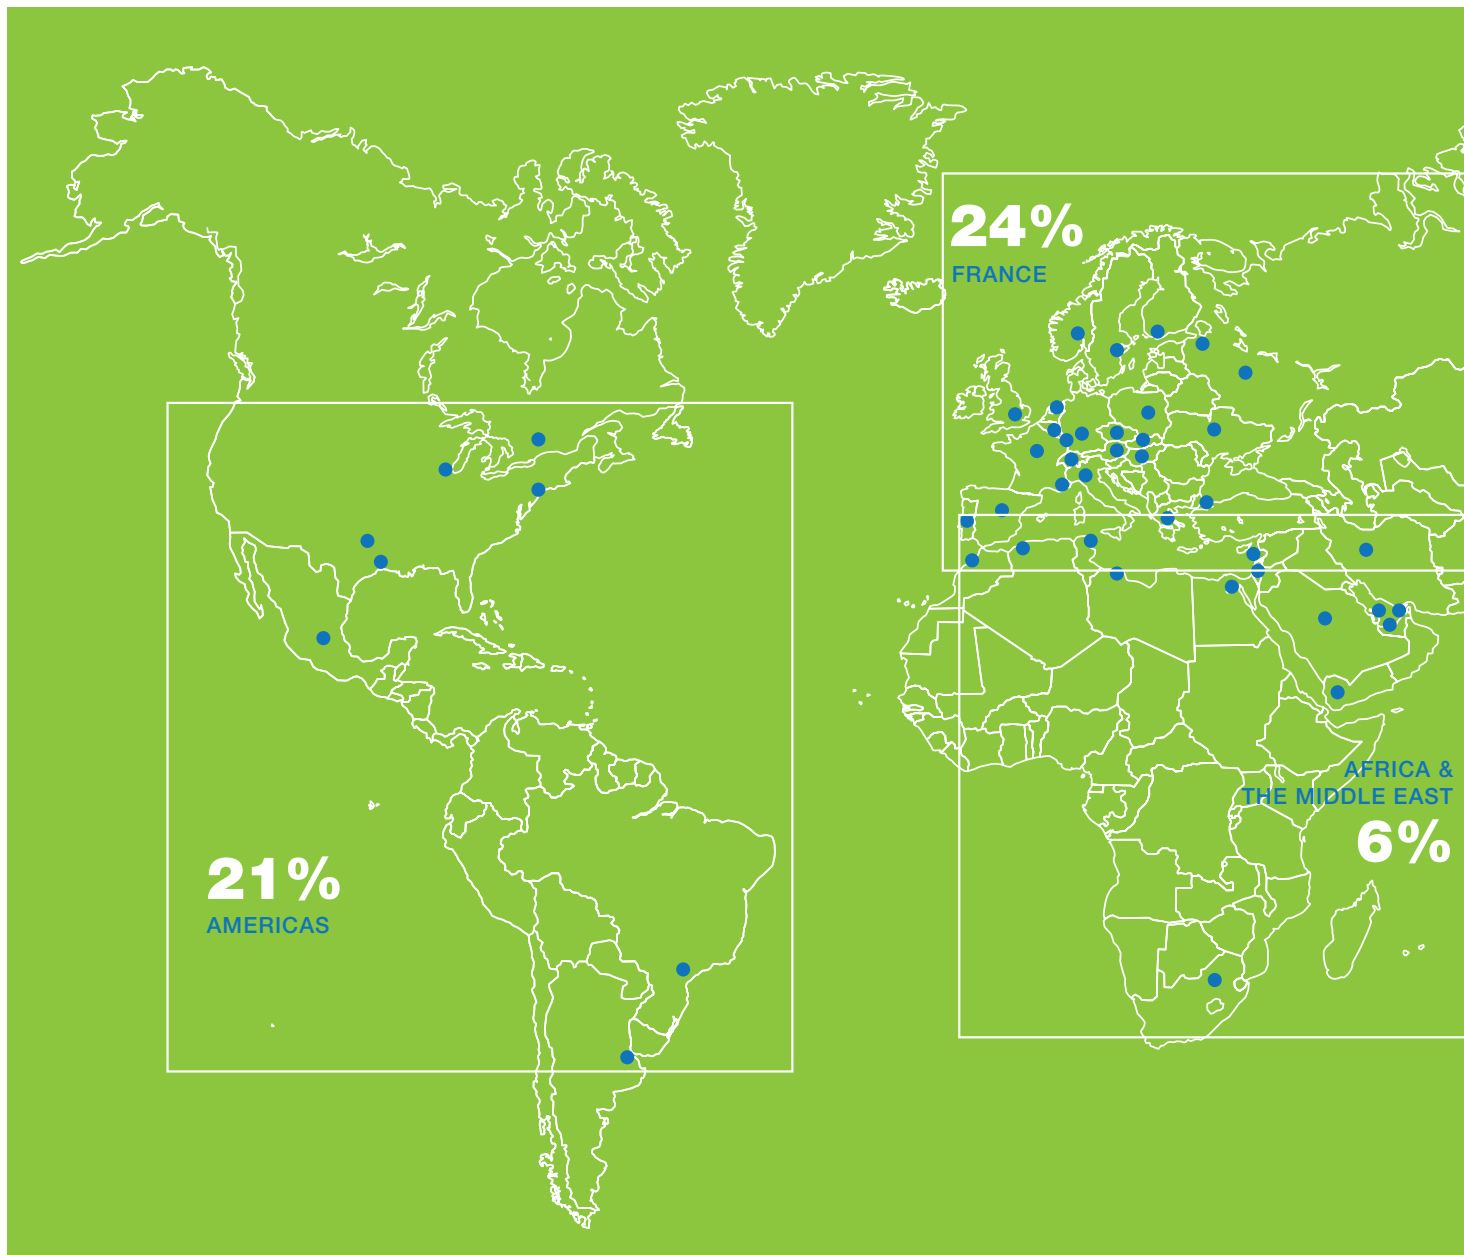 24%
FRANCE
AFRICA &
THE MIDDLE EAST
6%
21%
AMERICAS